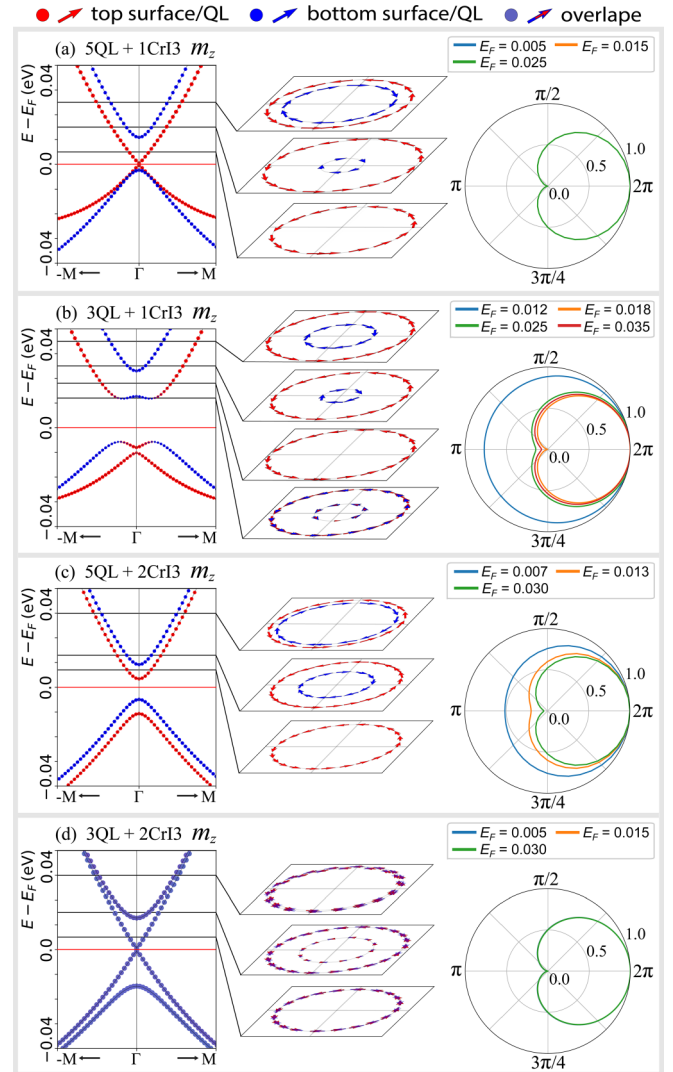 top surface/QL bottom surface/QL overlape
(a) 5QL + 1CrI3 m_z
E_F = 0.005 E_F = 0.015
E_F = 0.025
E − E_F (eV)
0.04
0.0
−0.04
-M Γ M
π/2
π
1.0
0.5
0.0
2π
3π/4
(b) 3QL + 1CrI3 m_z
E_F = 0.012 E_F = 0.018
E_F = 0.025 E_F = 0.035
E − E_F (eV)
0.04
0.0
−0.04
-M Γ M
π/2
π
1.0
0.5
0.0
2π
3π/4
(c) 5QL + 2CrI3 m_z
E_F = 0.007 E_F = 0.013
E_F = 0.030
E − E_F (eV)
0.04
0.0
−0.04
-M Γ M
π/2
π
1.0
0.5
0.0
2π
3π/4
(d) 3QL + 2CrI3 m_z
E_F = 0.005 E_F = 0.015
E_F = 0.030
E − E_F (eV)
0.04
0.0
−0.04
-M Γ M
π/2
π
1.0
0.5
0.0
2π
3π/4